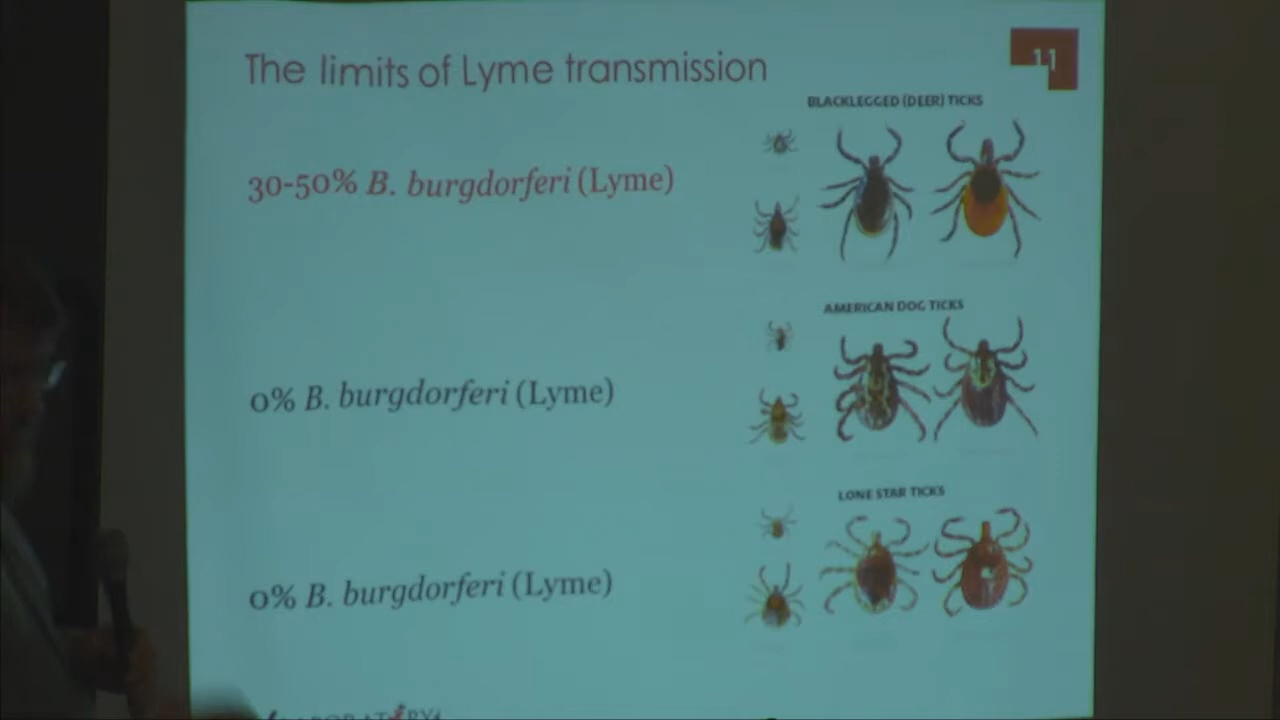 The limits of Lyme transmission
11
BLACKLEGGED (DEER) TICKS
30-50% B. burgdorferi (Lyme)
AMERICAN DOG TICKS
0% B. burgdorferi (Lyme)
LONE STAR TICKS
0% B. burgdorferi (Lyme)